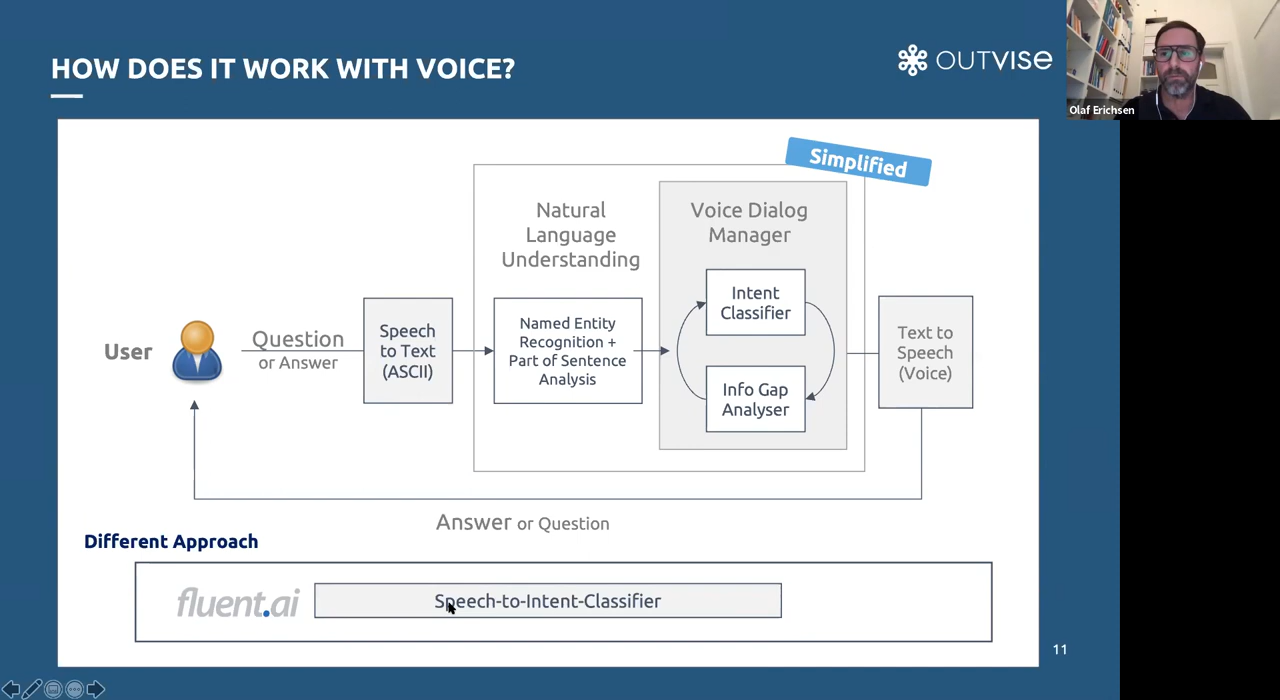 HOW DOES IT WORK WITH VOICE?
OUTVISE
Olaf Erichsen
Simplified
Natural
Language
Understanding
Voice Dialog
Manager
User
Question
or Answer
Speech
to Text
(ASCII)
Named Entity
Recognition +
Part of Sentence
Analysis
Intent
Classifier
Info Gap
Analyser
Text to
Speech
(Voice)
Answer or Question
Different Approach
fluent.ai
Speech-to-Intent-Classifier
11